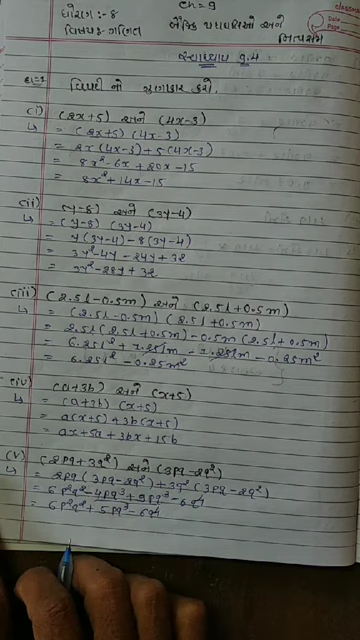 ધોરણ:-8
Ch = 9
classmate
Date
Page
વિષય:- ગણિત
બૈજિક પદાવલિઓ અને
નિત્યસમ
સ્વાધ્યાય 9.4
દા=1 દ્વિપદી નો ગુણાકાર કરો.
(i) (2x+5) અને (4x-3)
↳ = (2x+5) (4x-3)
= 2x(4x-3)+5(4x-3)
= 8x²-6x+20x-15
= 8x²+14x-15
(ii) (y-8) અને (3y-4)
↳ = (y-8) (3y-4)
= y(3y-4)-8(3y-4)
= 3y²-4y-24y+32
= 3y²-28y+32
(iii) (2.5l-0.5m) અને (2.5l+0.5m)
↳ = (2.5l-0.5m) (2.5l+0.5m)
= 2.5l(2.5l+0.5m)-0.5m(2.5l+0.5m)
= 6.25l²+1.25lm-1.25lm-0.25m²
= 6.25l²-0.25m²
(iv) (a+3b) અને (x+5)
↳ = (a+3b) (x+5)
= a(x+5)+3b(x+5)
= ax+5a+3bx+15b
(v) (2pq+3q²) અને (3pq-2q²)
↳ = 2pq(3pq-2q²)+3q²(3pq-2q²)
= 6p²q²-4pq³+9pq³-6q⁴
= 6p²q²+5pq³-6q⁴